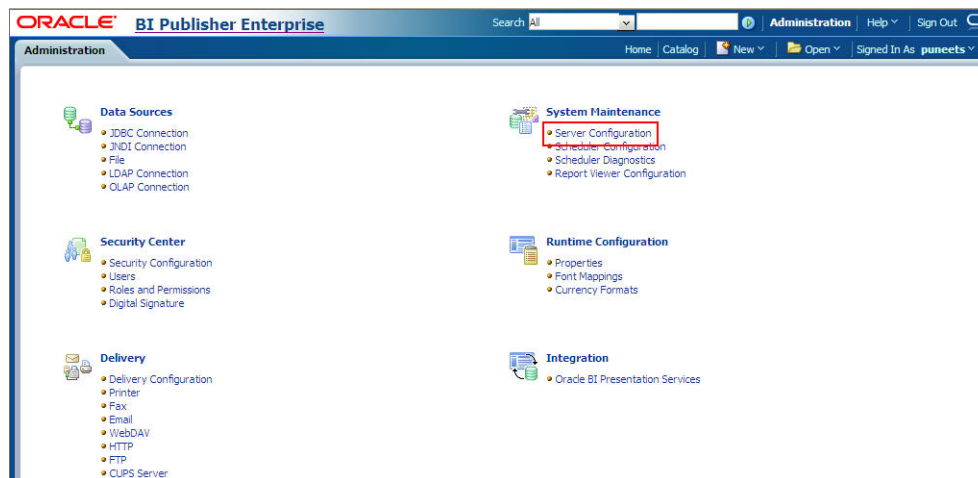 ORACLE BI Publisher Enterprise
Search All Administration Help Sign Out
Administration
Home Catalog New Open Signed In As puneets
Data Sources
JDBC Connection
JNDI Connection
File
LDAP Connection
OLAP Connection
System Maintenance
Server Configuration
Scheduler Configuration
Scheduler Diagnostics
Report Viewer Configuration
Security Center
Security Configuration
Users
Roles and Permissions
Digital Signature
Runtime Configuration
Properties
Font Mappings
Currency Formats
Delivery
Delivery Configuration
Printer
Fax
Email
WebDAV
HTTP
FTP
CUPS Server
Integration
Oracle BI Presentation Services